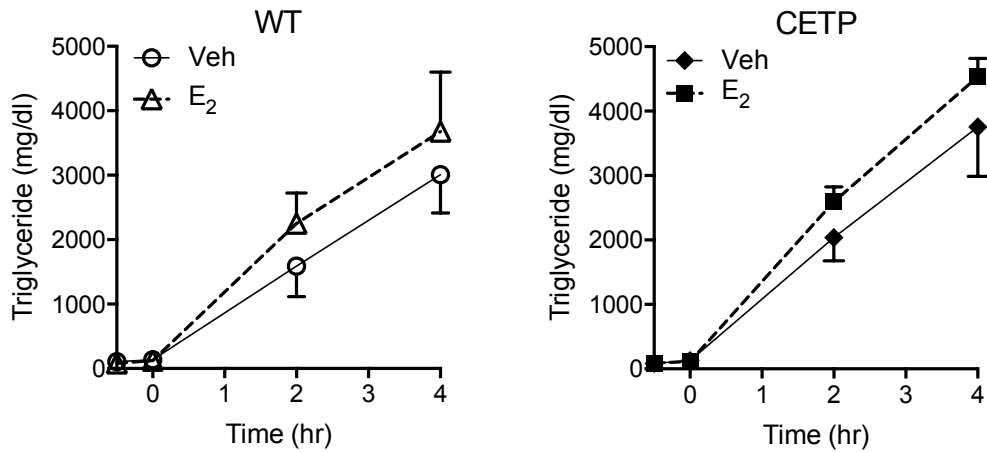 WT
Veh
E₂
5000
4000
3000
2000
1000
0
Triglyceride (mg/dl)
0 1 2 3 4
Time (hr)
CETP
Veh
E₂
5000
4000
3000
2000
1000
0
Triglyceride (mg/dl)
0 1 2 3 4
Time (hr)